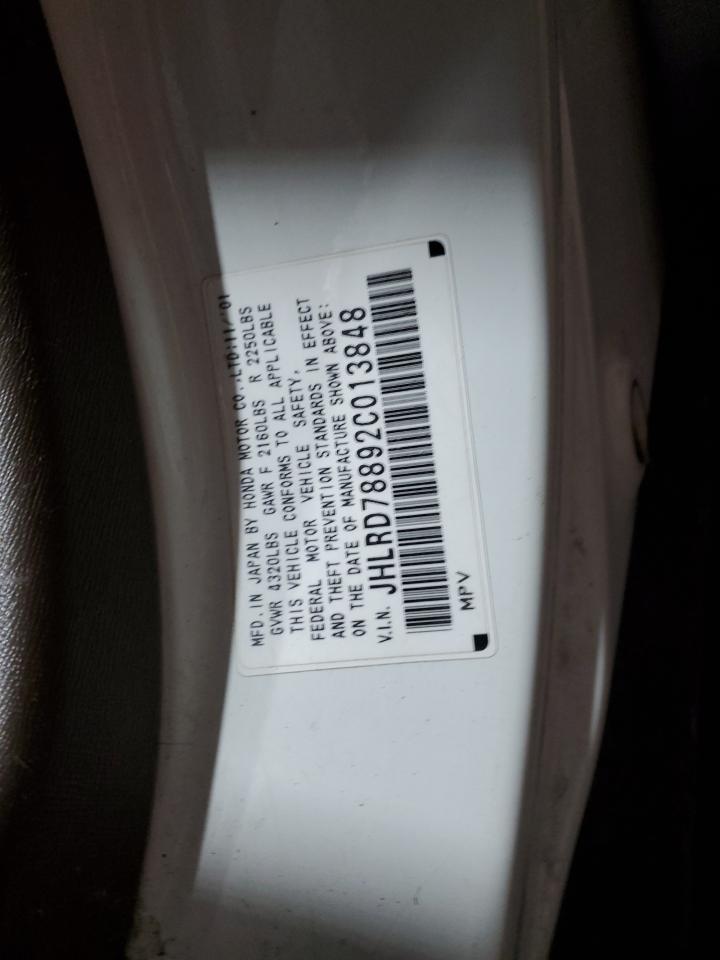 MFD. IN JAPAN BY HONDA MOTOR CO.,LTD:11/'01
GVWR 4320LBS GAWR F 2160LBS R 2250LBS
THIS VEHICLE CONFORMS TO ALL APPLICABLE
FEDERAL MOTOR VEHICLE SAFETY,
AND THEFT PREVENTION STANDARDS IN EFFECT
ON THE DATE OF MANUFACTURE SHOWN ABOVE:
V.I.N. JHLRD78892C013848
MPV